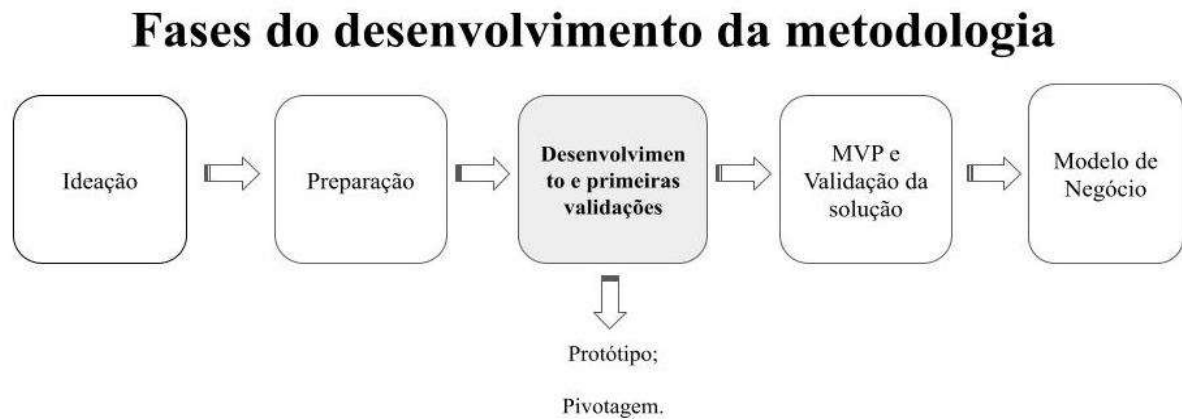 Fases do desenvolvimento da metodologia
Ideação
Preparação
Desenvolvimen
to e primeiras
validações
MVP e
Validação da
solução
Modelo de
Negócio
Protótipo;
Pivotagem.